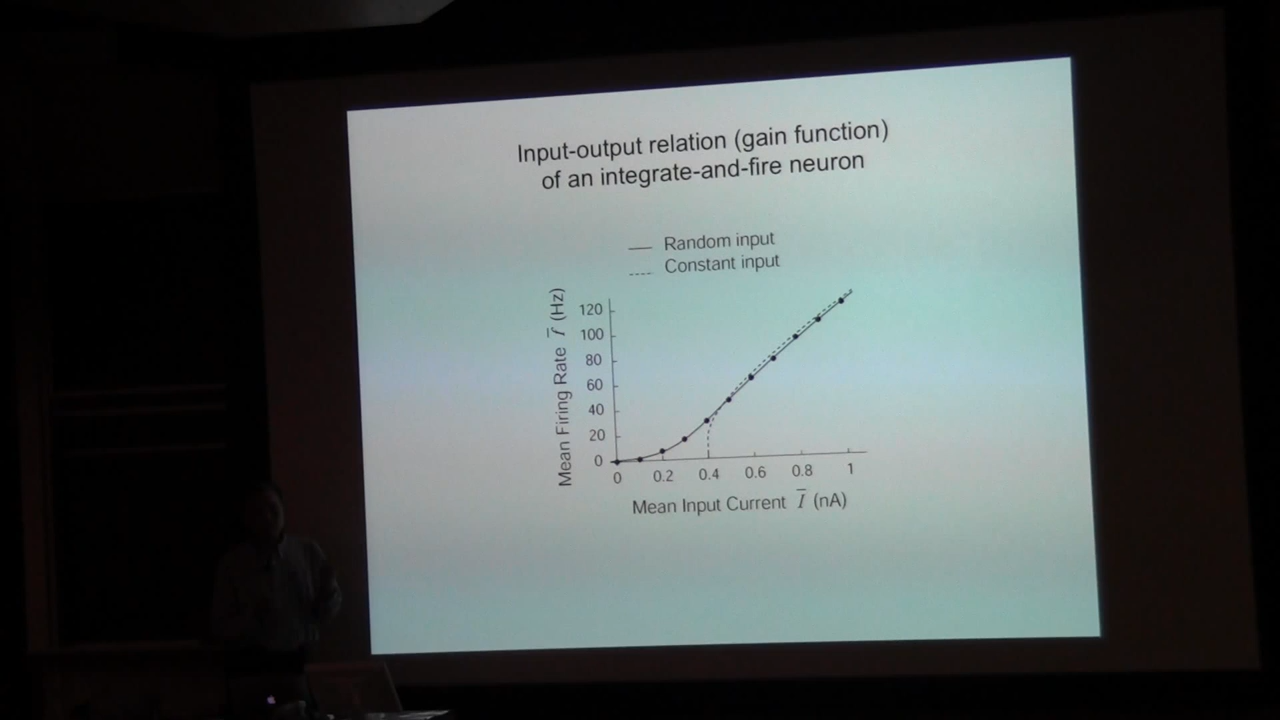 Input-output relation (gain function)
of an integrate-and-fire neuron
Random input
Constant input
Mean Firing Rate f̅ (Hz)
120
100
80
60
40
20
0
0 0.2 0.4 0.6 0.8 1
Mean Input Current I̅ (nA)